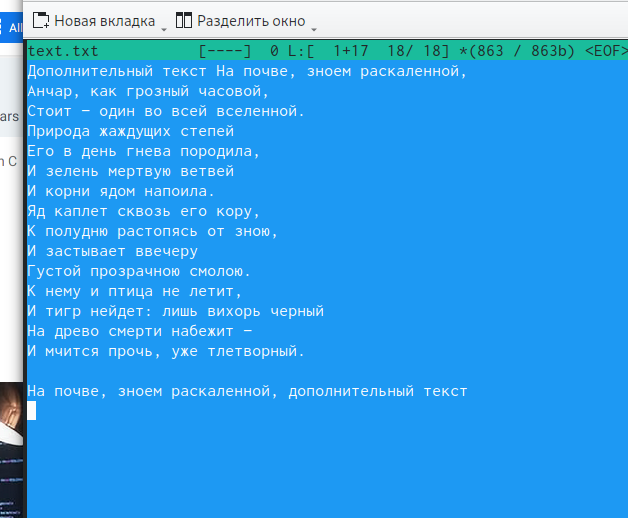 Новая вкладка Разделить окно
All
text.txt [----] 0 L:[ 1+17 18/ 18] *(863 / 863b) <EOF>
Дополнительный текст На почве, зноем раскаленной,
Анчар, как грозный часовой,
Стоит – один во всей вселенной.
Природа жаждущих степей
Его в день гнева породила,
И зелень мертвую ветвей
И корни ядом напоила.
Яд каплет сквозь его кору,
К полудню растопясь от зною,
И застывает ввечеру
Густой прозрачною смолою.
К нему и птица не летит,
И тигр нейдет: лишь вихорь черный
На древо смерти набежит –
И мчится прочь, уже тлетворный.
На почве, зноем раскаленной, дополнительный текст